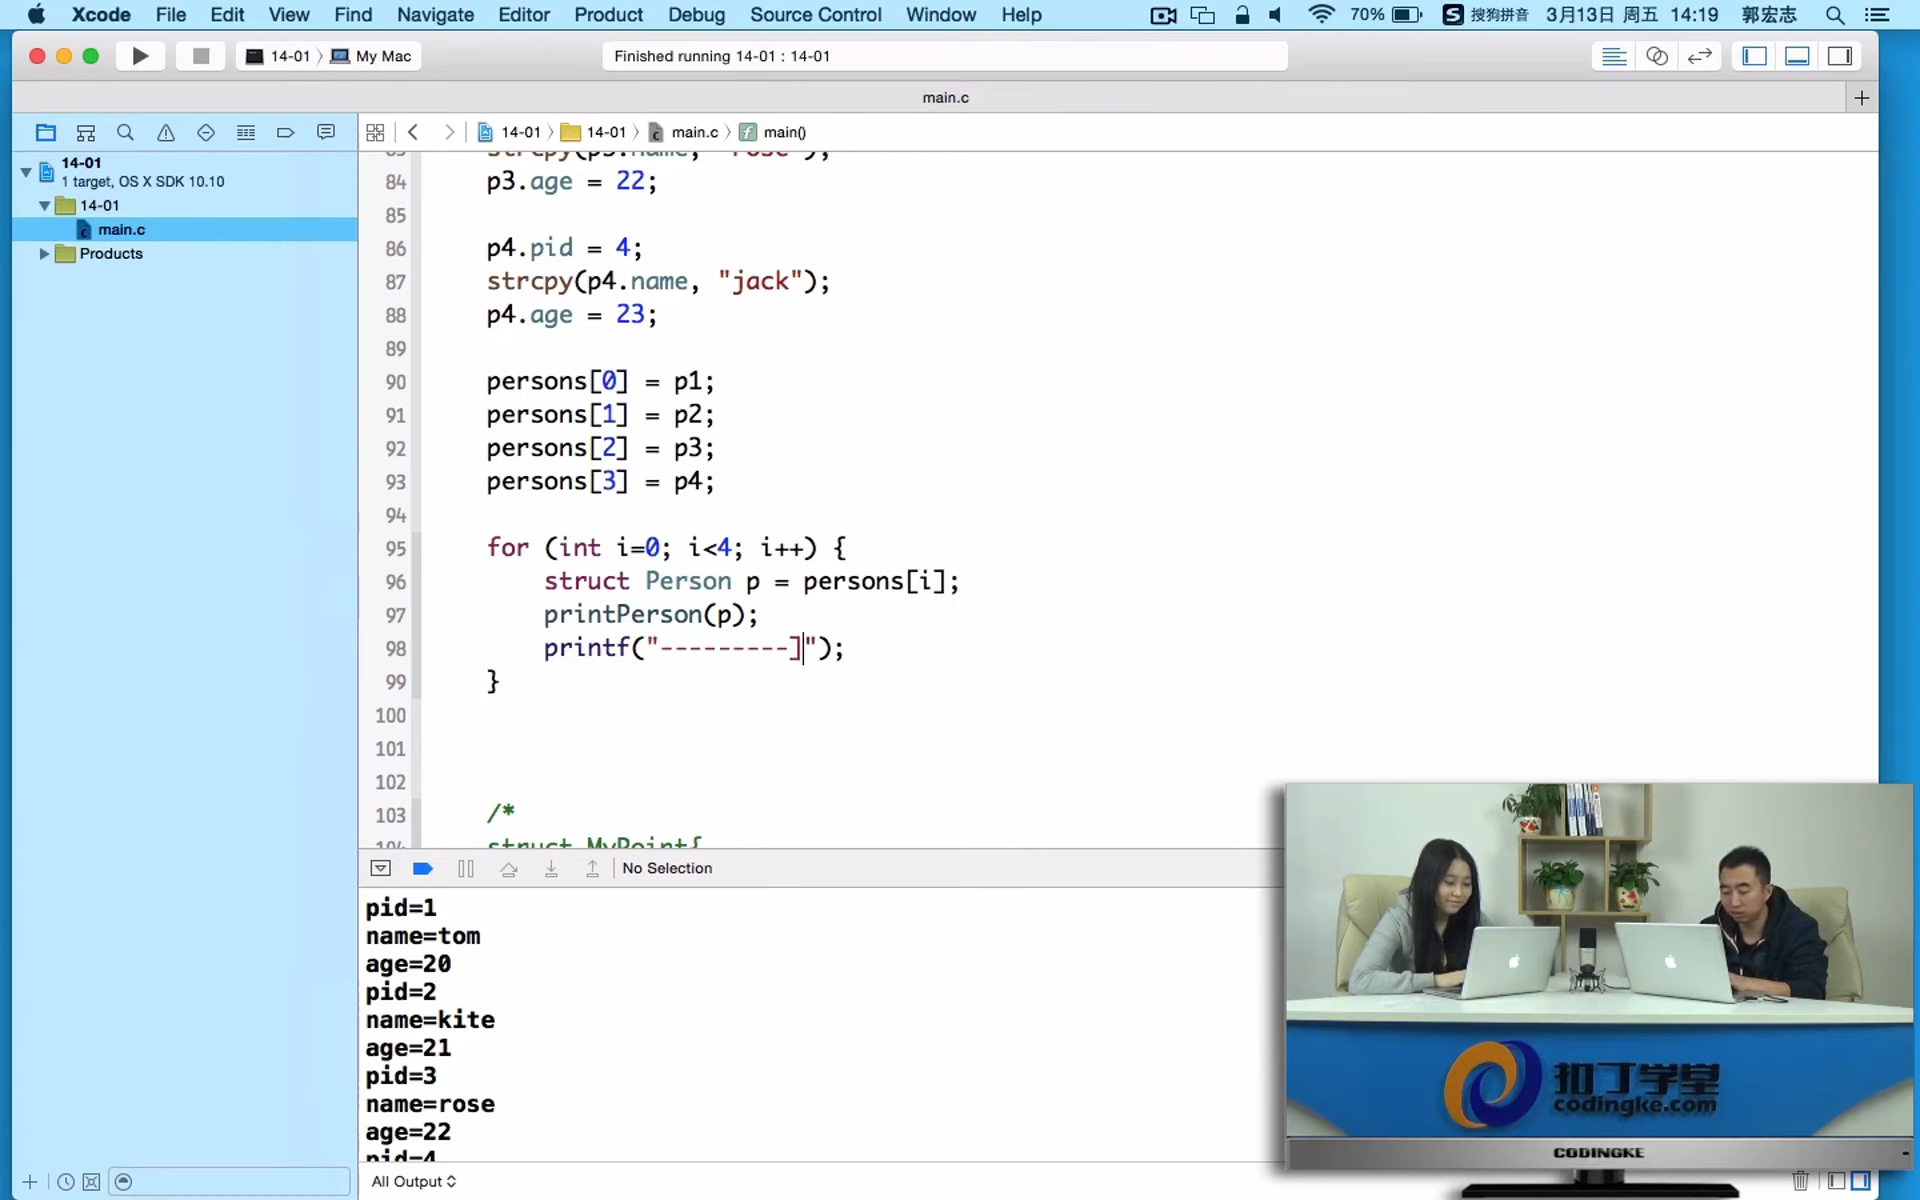 Xcode File Edit View Find Navigate Editor Product Debug Source Control Window Help 70% S 搜狗拼音 3月13日 周五 14:19 郭宏志
14-01 My Mac
Finished running 14-01 : 14-01
main.c
14-01 14-01 main.c main()
14-01
1 target, OS X SDK 10.10
14-01
main.c
Products
84 p3.age = 22;
85
86 p4.pid = 4;
87 strcpy(p4.name, "jack");
88 p4.age = 23;
89
90 persons[0] = p1;
91 persons[1] = p2;
92 persons[2] = p3;
93 persons[3] = p4;
94
95 for (int i=0; i<4; i++) {
96 struct Person p = persons[i];
97 printPerson(p);
98 printf("---------]");
99 }
100
101
102
103 /*
struct MyPoint{
No Selection
pid=1
name=tom
age=20
pid=2
name=kite
age=21
pid=3
name=rose
age=22
pid=4
All Output
扣丁学堂
codingke.com
CODINGKE